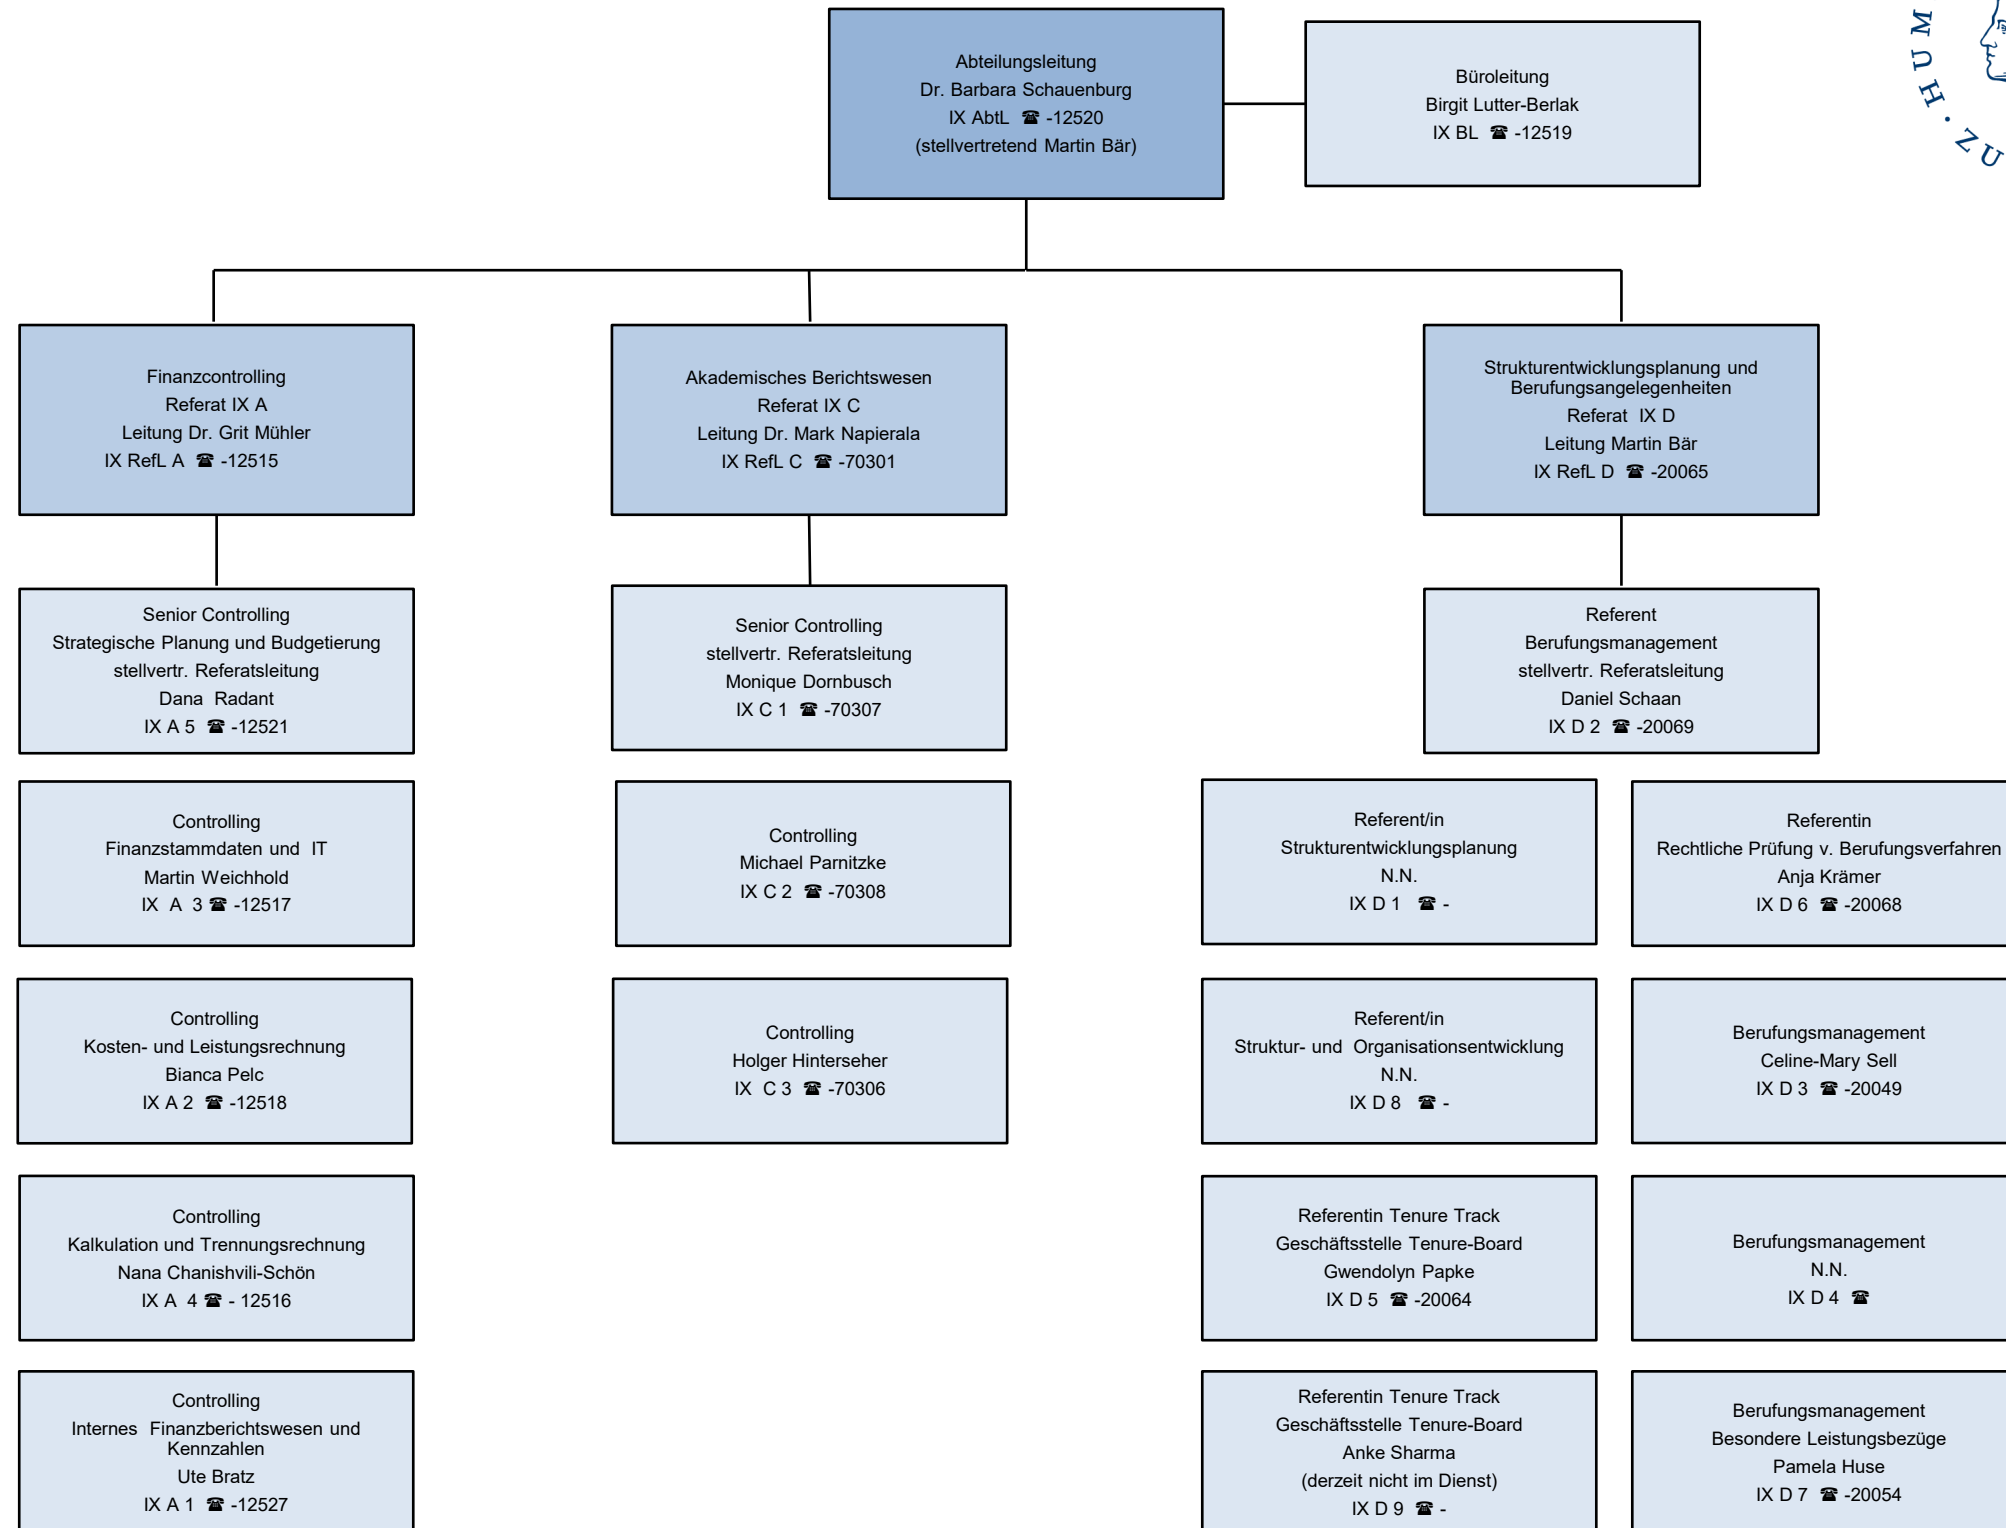 Abteilungsleitung
Dr. Barbara Schauenburg
IX AbtL ☎ -12520
(stellvertretend Martin Bär)
Büroleitung
Birgit Lutter-Berlak
IX BL ☎ -12519
M · ZU
HUM
Finanzcontrolling
Referat IX A
Leitung Dr. Grit Mühler
IX RefL A ☎ -12515
Akademisches Berichtswesen
Referat IX C
Leitung Dr. Mark Napierala
IX RefL C ☎ -70301
Strukturentwicklungsplanung und
Berufungsangelegenheiten
Referat IX D
Leitung Martin Bär
IX RefL D ☎ -20065
Senior Controlling
Strategische Planung und Budgetierung
stellvertr. Referatsleitung
Dana Radant
IX A 5 ☎ -12521
Senior Controlling
stellvertr. Referatsleitung
Monique Dornbusch
IX C 1 ☎ -70307
Referent
Berufungsmanagement
stellvertr. Referatsleitung
Daniel Schaan
IX D 2 ☎ -20069
Controlling
Finanzstammdaten und IT
Martin Weichhold
IX A 3 ☎ -12517
Controlling
Michael Parnitzke
IX C 2 ☎ -70308
Referent/in
Strukturentwicklungsplanung
N.N.
IX D 1 ☎ -
Referentin
Rechtliche Prüfung v. Berufungsverfahren
Anja Krämer
IX D 6 ☎ -20068
Controlling
Kosten- und Leistungsrechnung
Bianca Pelc
IX A 2 ☎ -12518
Controlling
Holger Hinterseher
IX C 3 ☎ -70306
Referent/in
Struktur- und Organisationsentwicklung
N.N.
IX D 8 ☎ -
Berufungsmanagement
Celine-Mary Sell
IX D 3 ☎ -20049
Controlling
Kalkulation und Trennungsrechnung
Nana Chanishvili-Schön
IX A 4 ☎ - 12516
Referentin Tenure Track
Geschäftsstelle Tenure-Board
Gwendolyn Papke
IX D 5 ☎ -20064
Berufungsmanagement
N.N.
IX D 4 ☎
Controlling
Internes Finanzberichtswesen und
Kennzahlen
Ute Bratz
IX A 1 ☎ -12527
Referentin Tenure Track
Geschäftsstelle Tenure-Board
Anke Sharma
(derzeit nicht im Dienst)
IX D 9 ☎ -
Berufungsmanagement
Besondere Leistungsbezüge
Pamela Huse
IX D 7 ☎ -20054